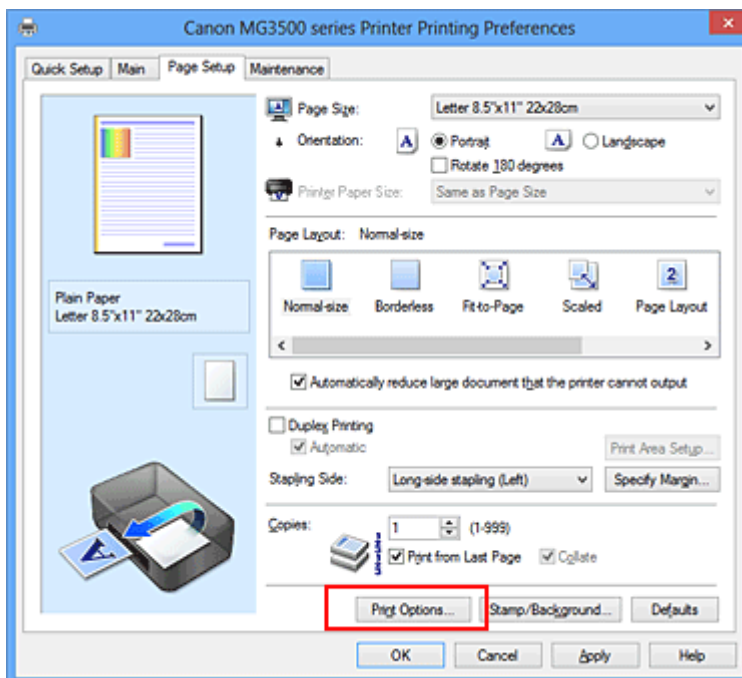 Canon MG3500 series Printer Printing Preferences
Quick Setup Main Page Setup Maintenance
Page Size: Letter 8.5"x11" 22x28cm
Orientation: A Portrait A Landscape
Rotate 180 degrees
Printer Paper Size: Same as Page Size
Page Layout: Normal-size
Normal-size Borderless Fit-to-Page Scaled 2 Page Layout
Plain Paper
Letter 8.5"x11" 22x28cm
Automatically reduce large document that the printer cannot output
Duplex Printing
Automatic Print Area Setup...
Stapling Side: Long-side stapling (Left) Specify Margin...
Copies: 1 (1-999)
Print from Last Page Collate
A
Print Options... Stamp/Background... Defaults
OK Cancel Apply Help